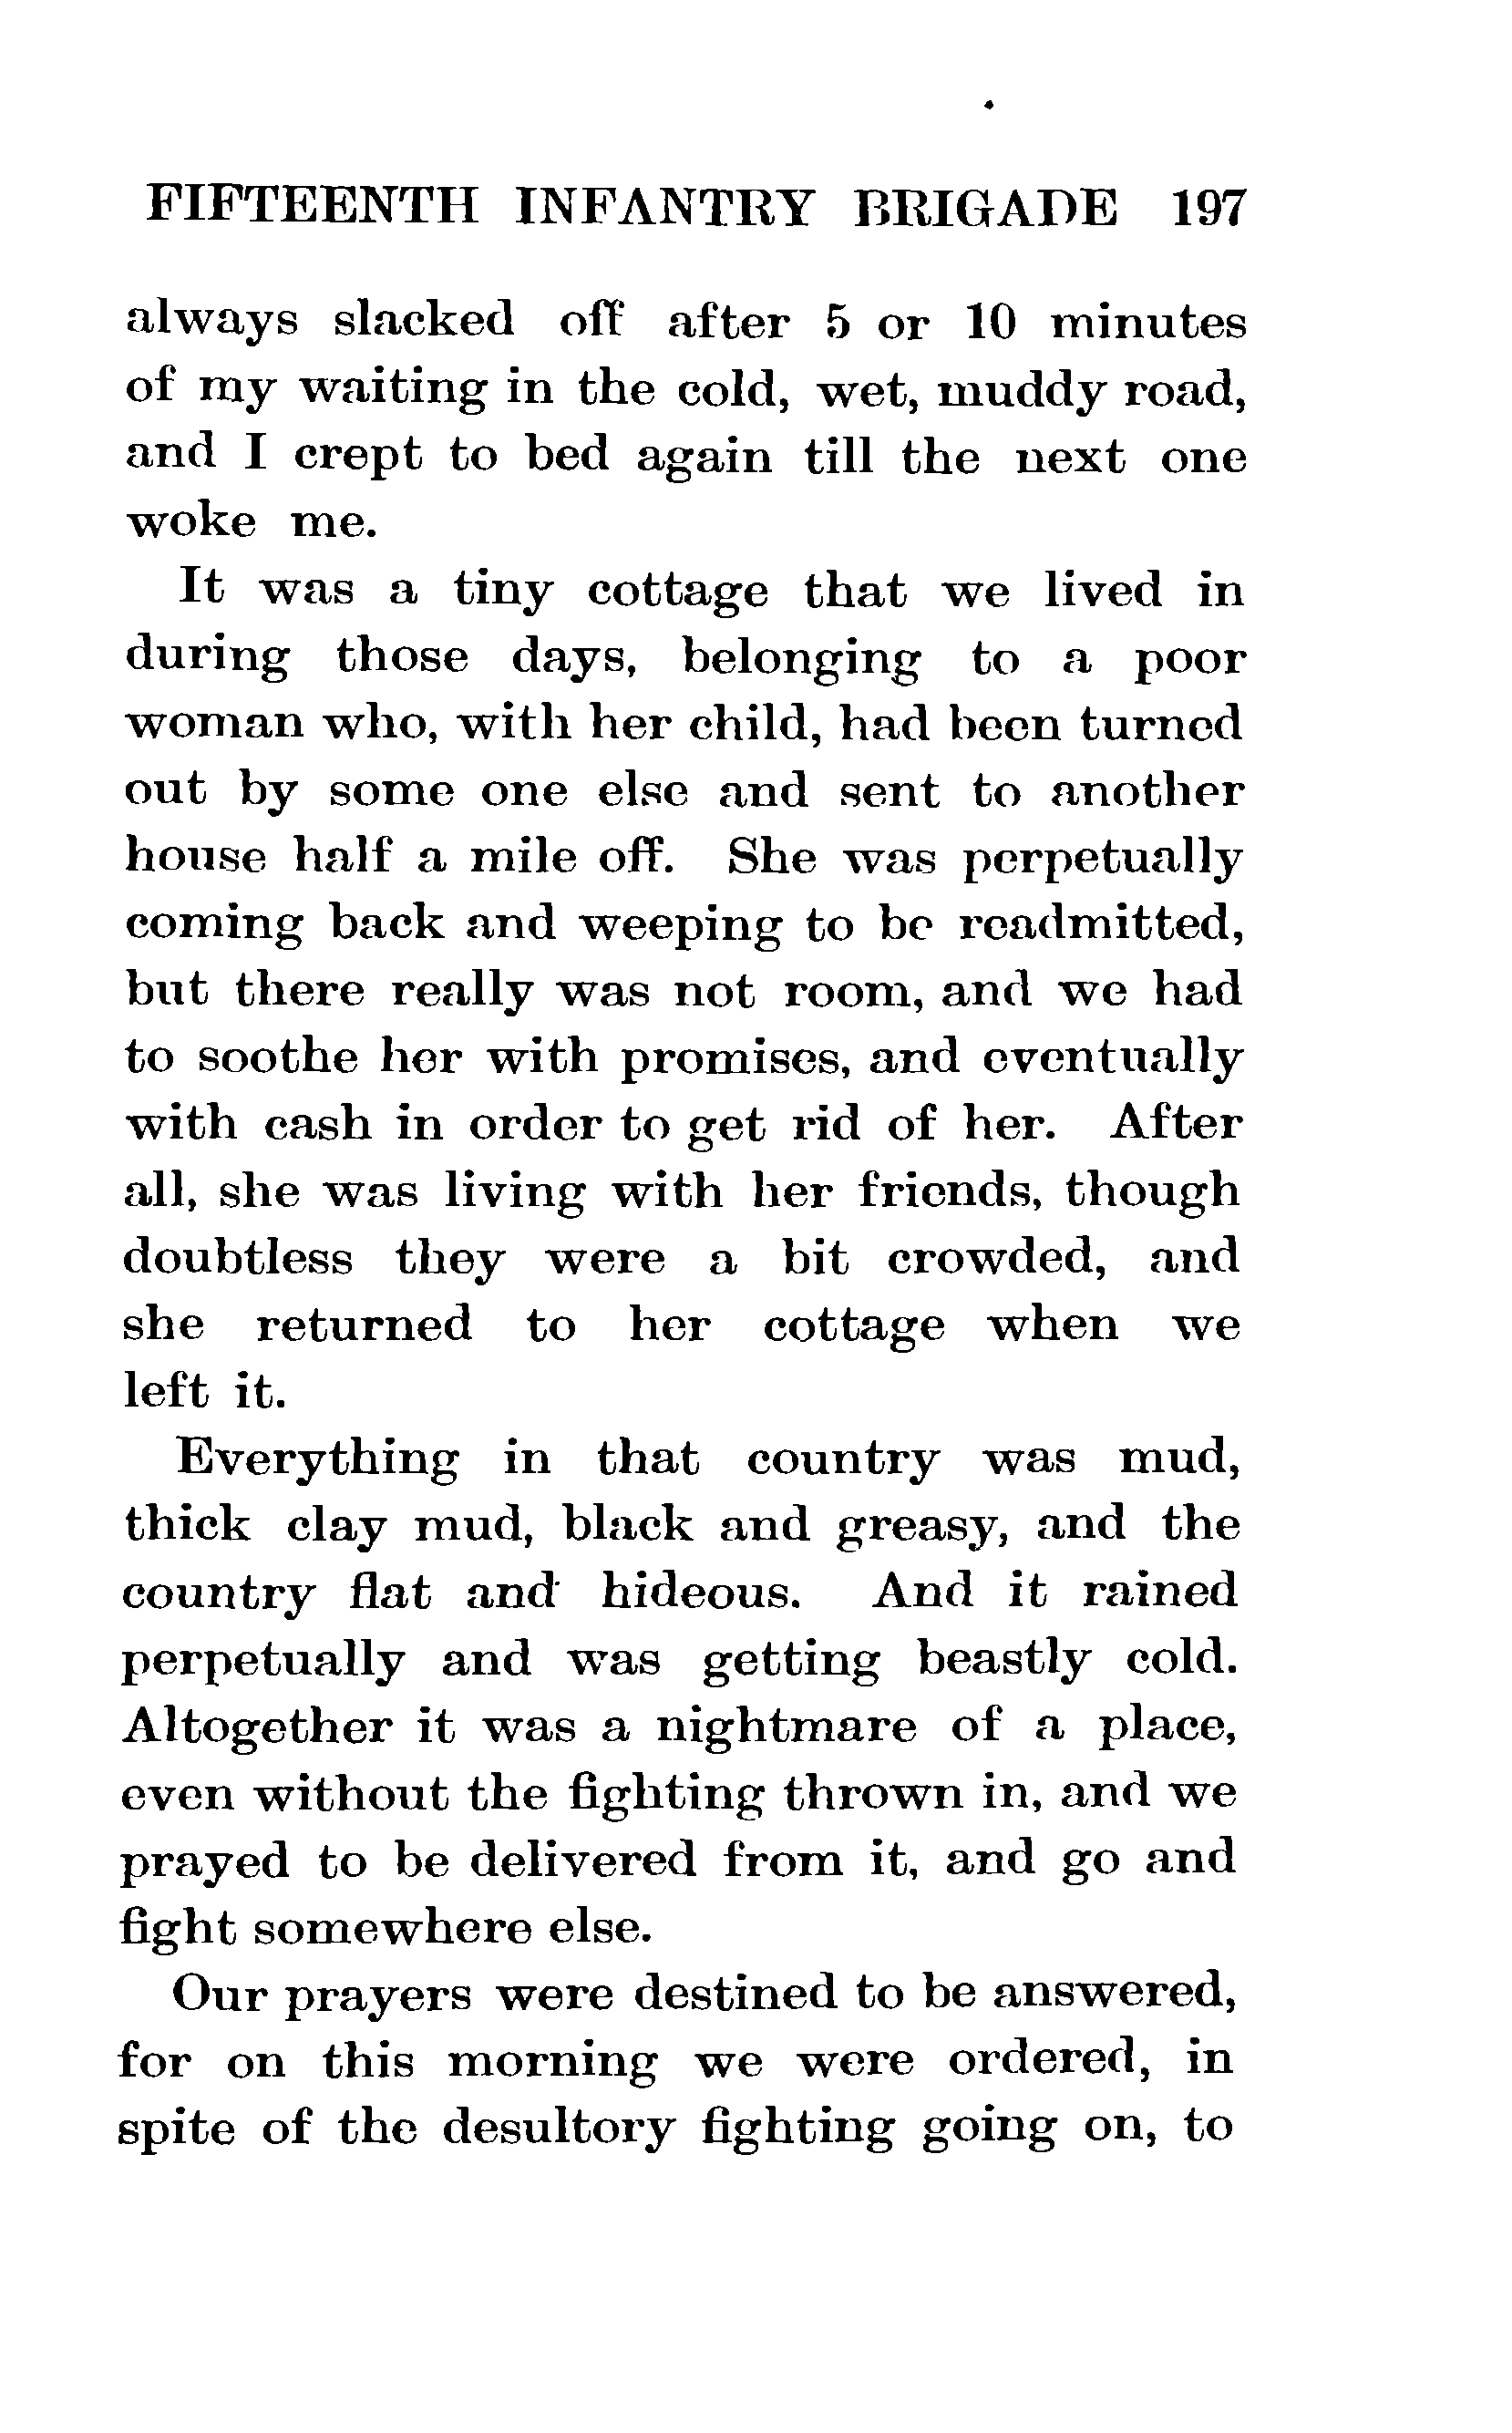 FIFTEENTH INFANTRY BRIGADE 197
always slacked off after 5 or 10 minutes
of my waiting in the cold, wet, muddy road,
and I crept to bed again till the next one
woke me.
It was a tiny cottage that we lived in
during those days, belonging to a poor
woman who, with her child, had been turned
out by some one else and sent to another
house half a mile off. She was perpetually
coming back and weeping to be readmitted,
but there really was not room, and we had
to soothe her with promises, and eventually
with cash in order to get rid of her. After
all, she was living with her friends, though
doubtless they were a bit crowded, and
she returned to her cottage when we
left it.
Everything in that country was mud,
thick clay mud, black and greasy, and the
country flat and hideous. And it rained
perpetually and was getting beastly cold.
Altogether it was a nightmare of a place,
even without the fighting thrown in, and we
prayed to be delivered from it, and go and
fight somewhere else.
Our prayers were destined to be answered,
for on this morning we were ordered, in
spite of the desultory fighting going on, to